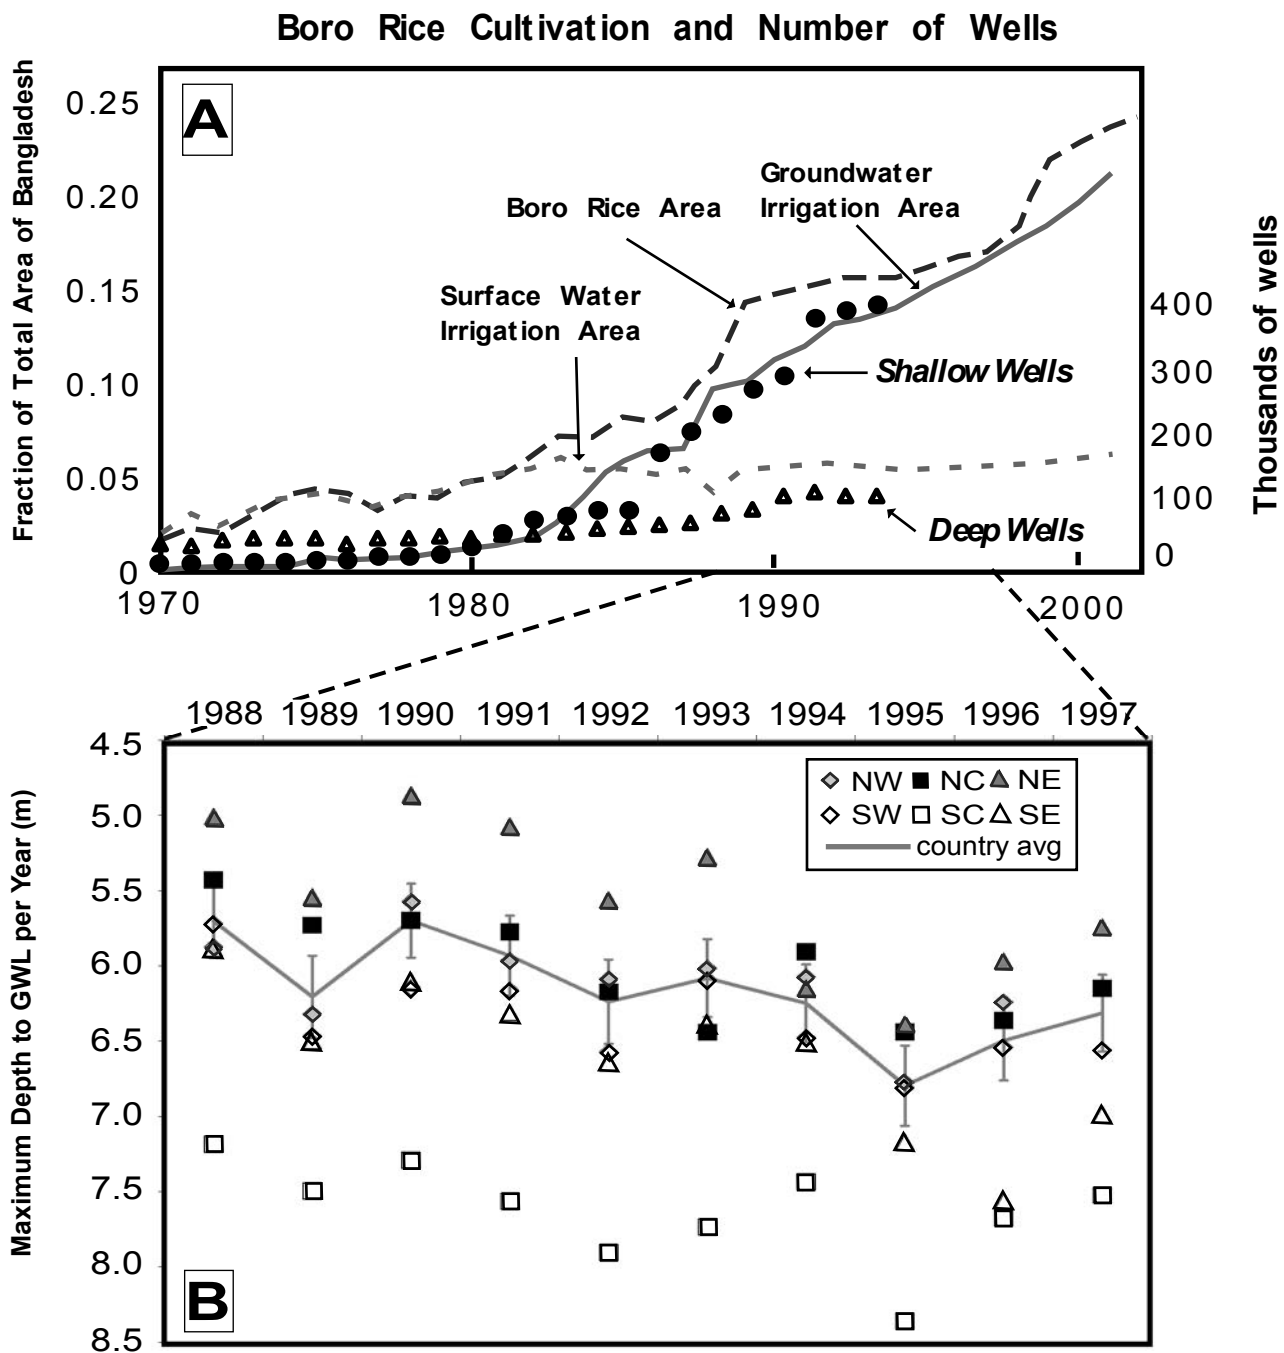 Boro Rice Cultivation and Number of Wells
Fraction of Total Area of Bangladesh
A
0.25
0.20
0.15
0.10
0.05
0
Groundwater
Irrigation Area
Boro Rice Area
Surface Water
Irrigation Area
Shallow Wells
Deep Wells
400
300
200
100
0
Thousands of wells
1970 1980 1990 2000
1988 1989 1990 1991 1992 1993 1994 1995 1996 1997
Maximum Depth to GWL per Year (m)
4.5
5.0
5.5
6.0
6.5
7.0
7.5
8.0
8.5
NW NC NE
SW SC SE
country avg
B